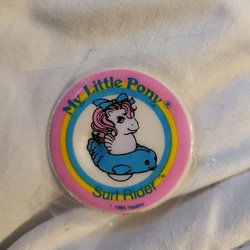 My Little Pony®
Surf Rider™
© 1985 Hasbro